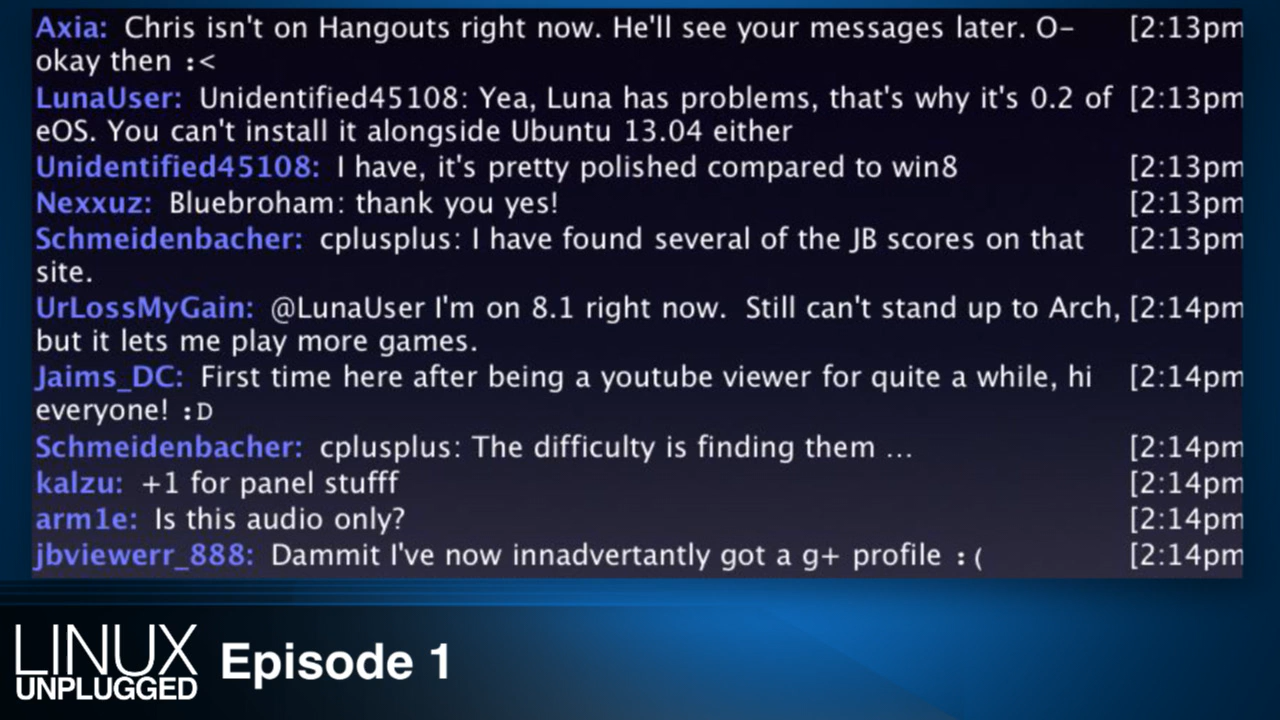 Axia: Chris isn't on Hangouts right now. He'll see your messages later. O- [2:13pm
okay then :<
LunaUser: Unidentified45108: Yea, Luna has problems, that's why it's 0.2 of [2:13pm
eOS. You can't install it alongside Ubuntu 13.04 either
Unidentified45108: I have, it's pretty polished compared to win8 [2:13pm
Nexxuz: Bluebroham: thank you yes! [2:13pm
Schmeidenbacher: cplusplus: I have found several of the JB scores on that [2:13pm
site.
UrLossMyGain: @LunaUser I'm on 8.1 right now. Still can't stand up to Arch, [2:14pm
but it lets me play more games.
Jaims_DC: First time here after being a youtube viewer for quite a while, hi [2:14pm
everyone! :D
Schmeidenbacher: cplusplus: The difficulty is finding them ... [2:14pm
kalzu: +1 for panel stufff [2:14pm
arm1e: Is this audio only? [2:14pm
jbviewerr_888: Dammit I've now innadvertantly got a g+ profile :( [2:14pm
LINUX
UNPLUGGED
Episode 1